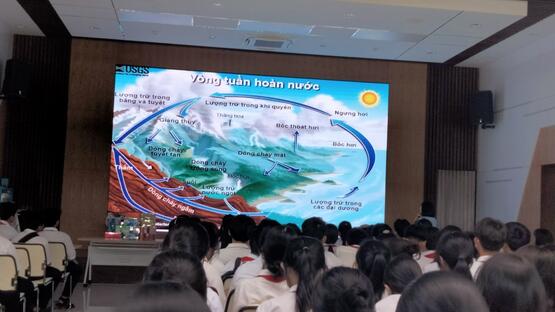 USGS
Vòng tuần hoàn nước
Lượng trữ trong
băng và tuyết
Lượng trữ trong khí quyển
Ngưng hơi
Giáng thủy
Thăng hoa
Bốc thoát hơi
Dòng chảy
tuyết tan
Dòng chảy mặt
Bốc hơi
Dòng chảy
trong sông
Thấm
Lượng trữ
nước ngọt
Dòng chảy ngầm
Lượng trữ trong
các đại dương